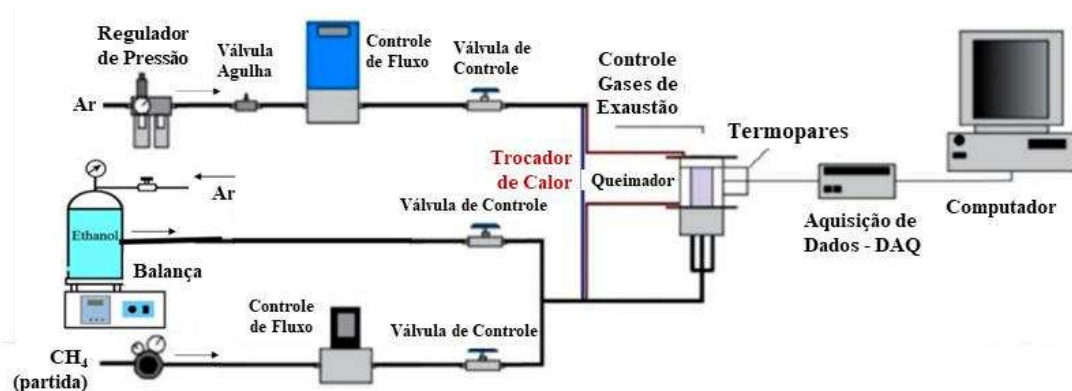 Regulador
de Pressão
Válvula
Agulha
Controle
de Fluxo
Válvula de
Controle
Controle
Gases de
Exaustão
Ar
Termopares
Trocador
de Calor
Queimador
Ar
Ethanol
Balança
Válvula de Controle
Aquisição de
Dados - DAQ
Computador
Controle
de Fluxo
Válvula de Controle
CH₄
(partida)